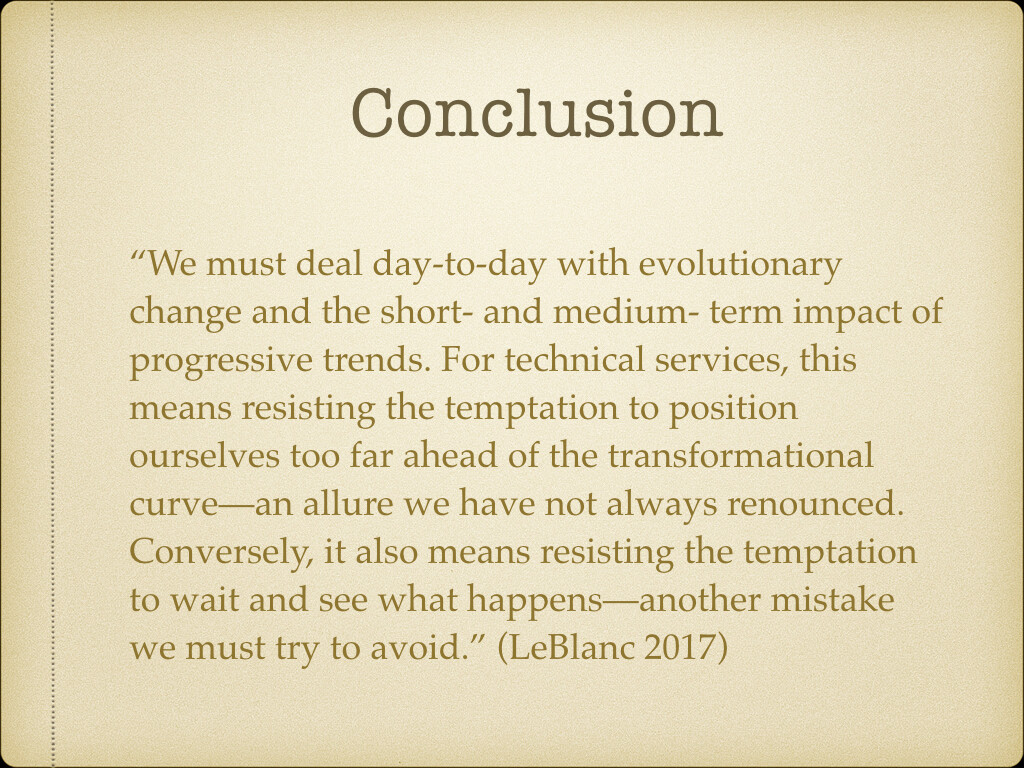 Conclusion
“We must deal day-to-day with evolutionary
change and the short- and medium- term impact of
progressive trends. For technical services, this
means resisting the temptation to position
ourselves too far ahead of the transformational
curve—an allure we have not always renounced.
Conversely, it also means resisting the temptation
to wait and see what happens—another mistake
we must try to avoid.” (LeBlanc 2017)